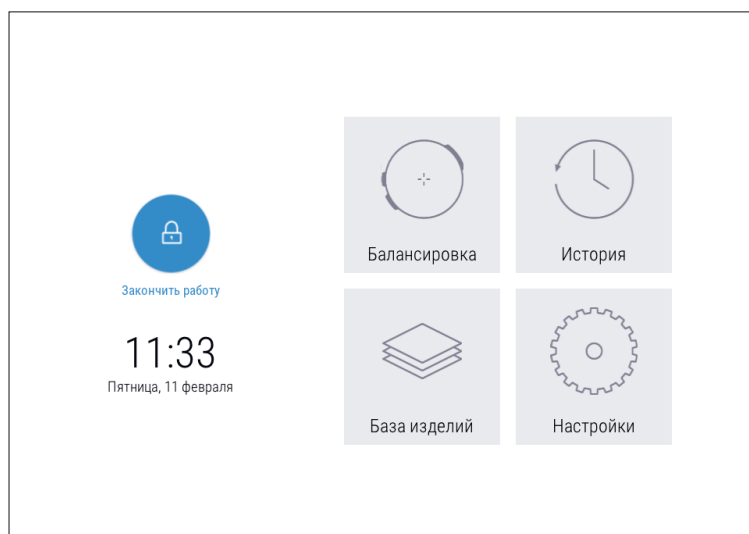 Закончить работу
11:33
Пятница, 11 февраля
Балансировка
История
База изделий
Настройки